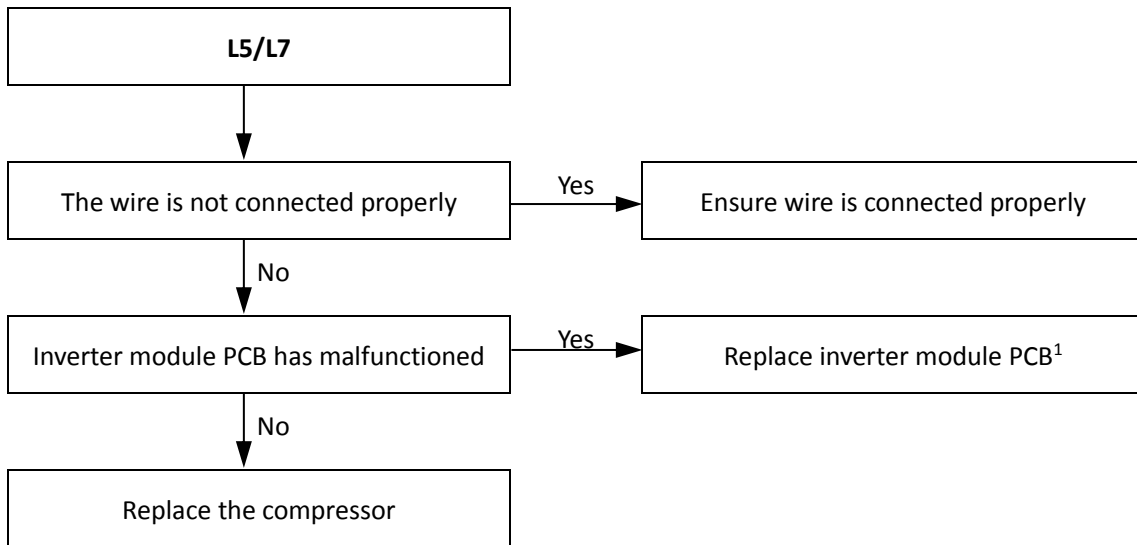 L5/L7
The wire is not connected properly
Yes
Ensure wire is connected properly
No
Inverter module PCB has malfunctioned
Yes
Replace inverter module PCB¹
No
Replace the compressor